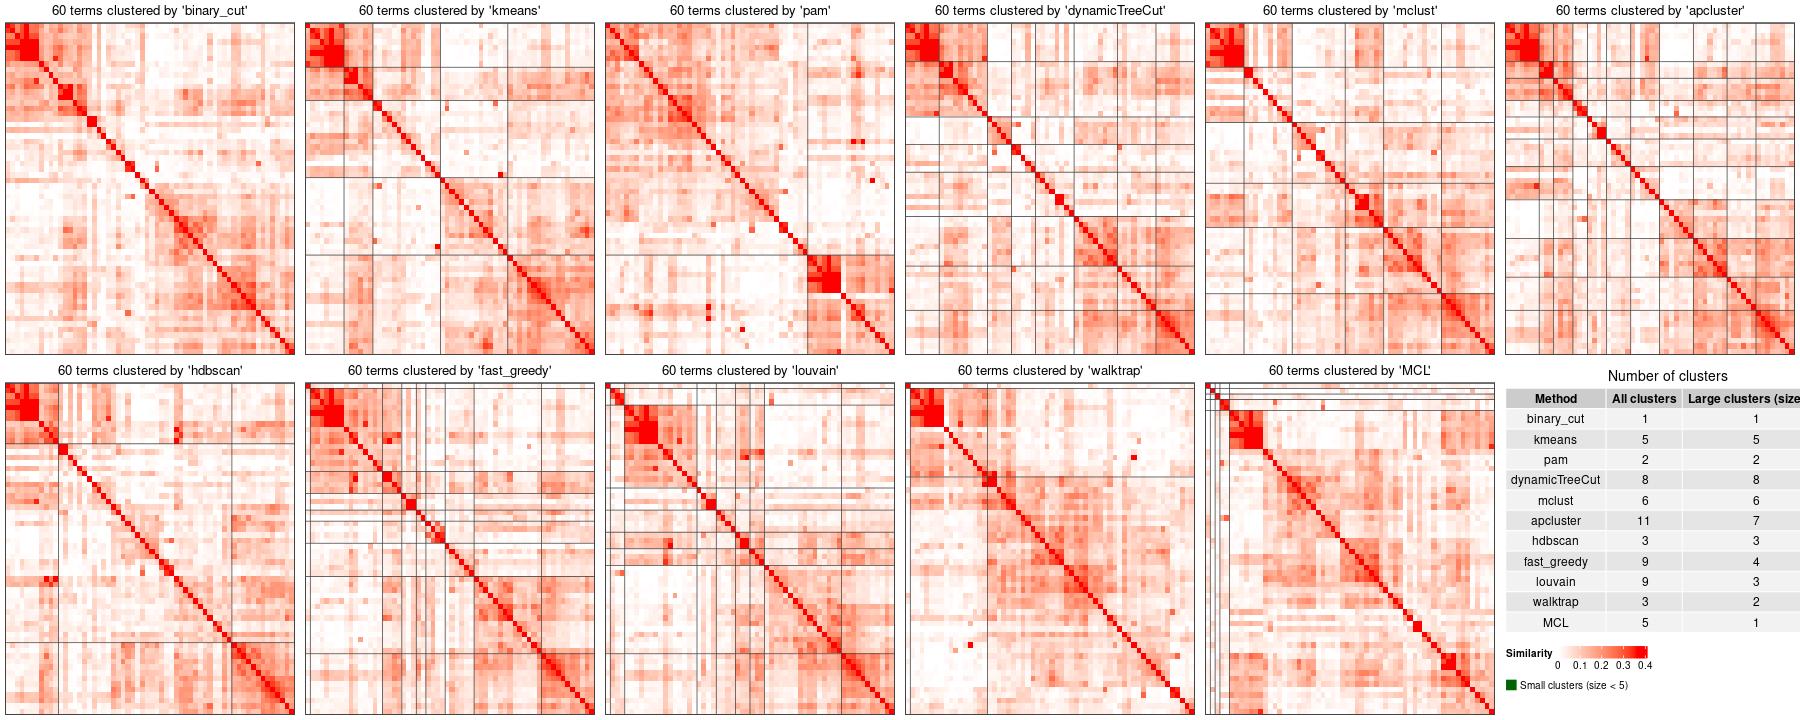 60 terms clustered by 'binary_cut'
60 terms clustered by 'kmeans'
60 terms clustered by 'pam'
60 terms clustered by 'dynamicTreeCut'
60 terms clustered by 'mclust'
60 terms clustered by 'apcluster'
60 terms clustered by 'hdbscan'
60 terms clustered by 'fast_greedy'
60 terms clustered by 'louvain'
60 terms clustered by 'walktrap'
60 terms clustered by 'MCL'
Number of clusters
Method All clusters Large clusters (size
binary_cut 1 1
kmeans 5 5
pam 2 2
dynamicTreeCut 8 8
mclust 6 6
apcluster 11 7
hdbscan 3 3
fast_greedy 9 4
louvain 9 3
walktrap 3 2
MCL 5 1
Similarity
0 0.1 0.2 0.3 0.4
Small clusters (size < 5)